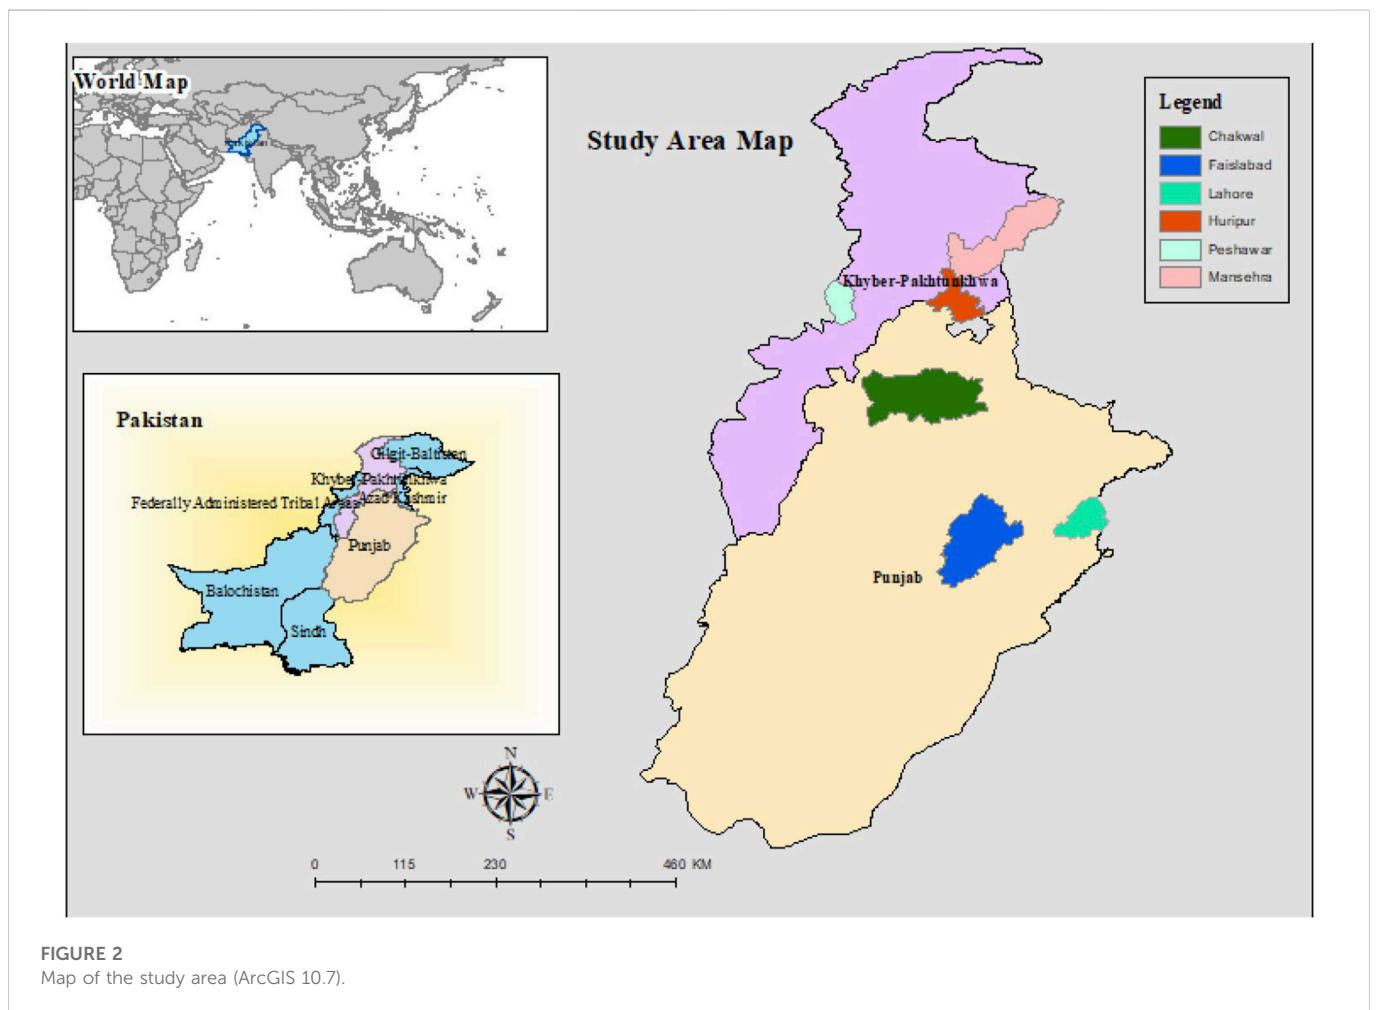 World Map
Study Area Map
Legend
Chakwal
Faislabad
Lahore
Huripur
Peshawar
Mansehra
Khyber-Pakhtunkhwa
Punjab
Pakistan
Gilgit-Baltistan
Khyber-Pakhtunkhwa
Azad Kashmir
Federally Administered Tribal Areas
Punjab
Balochistan
Sindh
N
W E
S
0 115 230 460 KM
FIGURE 2
Map of the study area (ArcGIS 10.7).